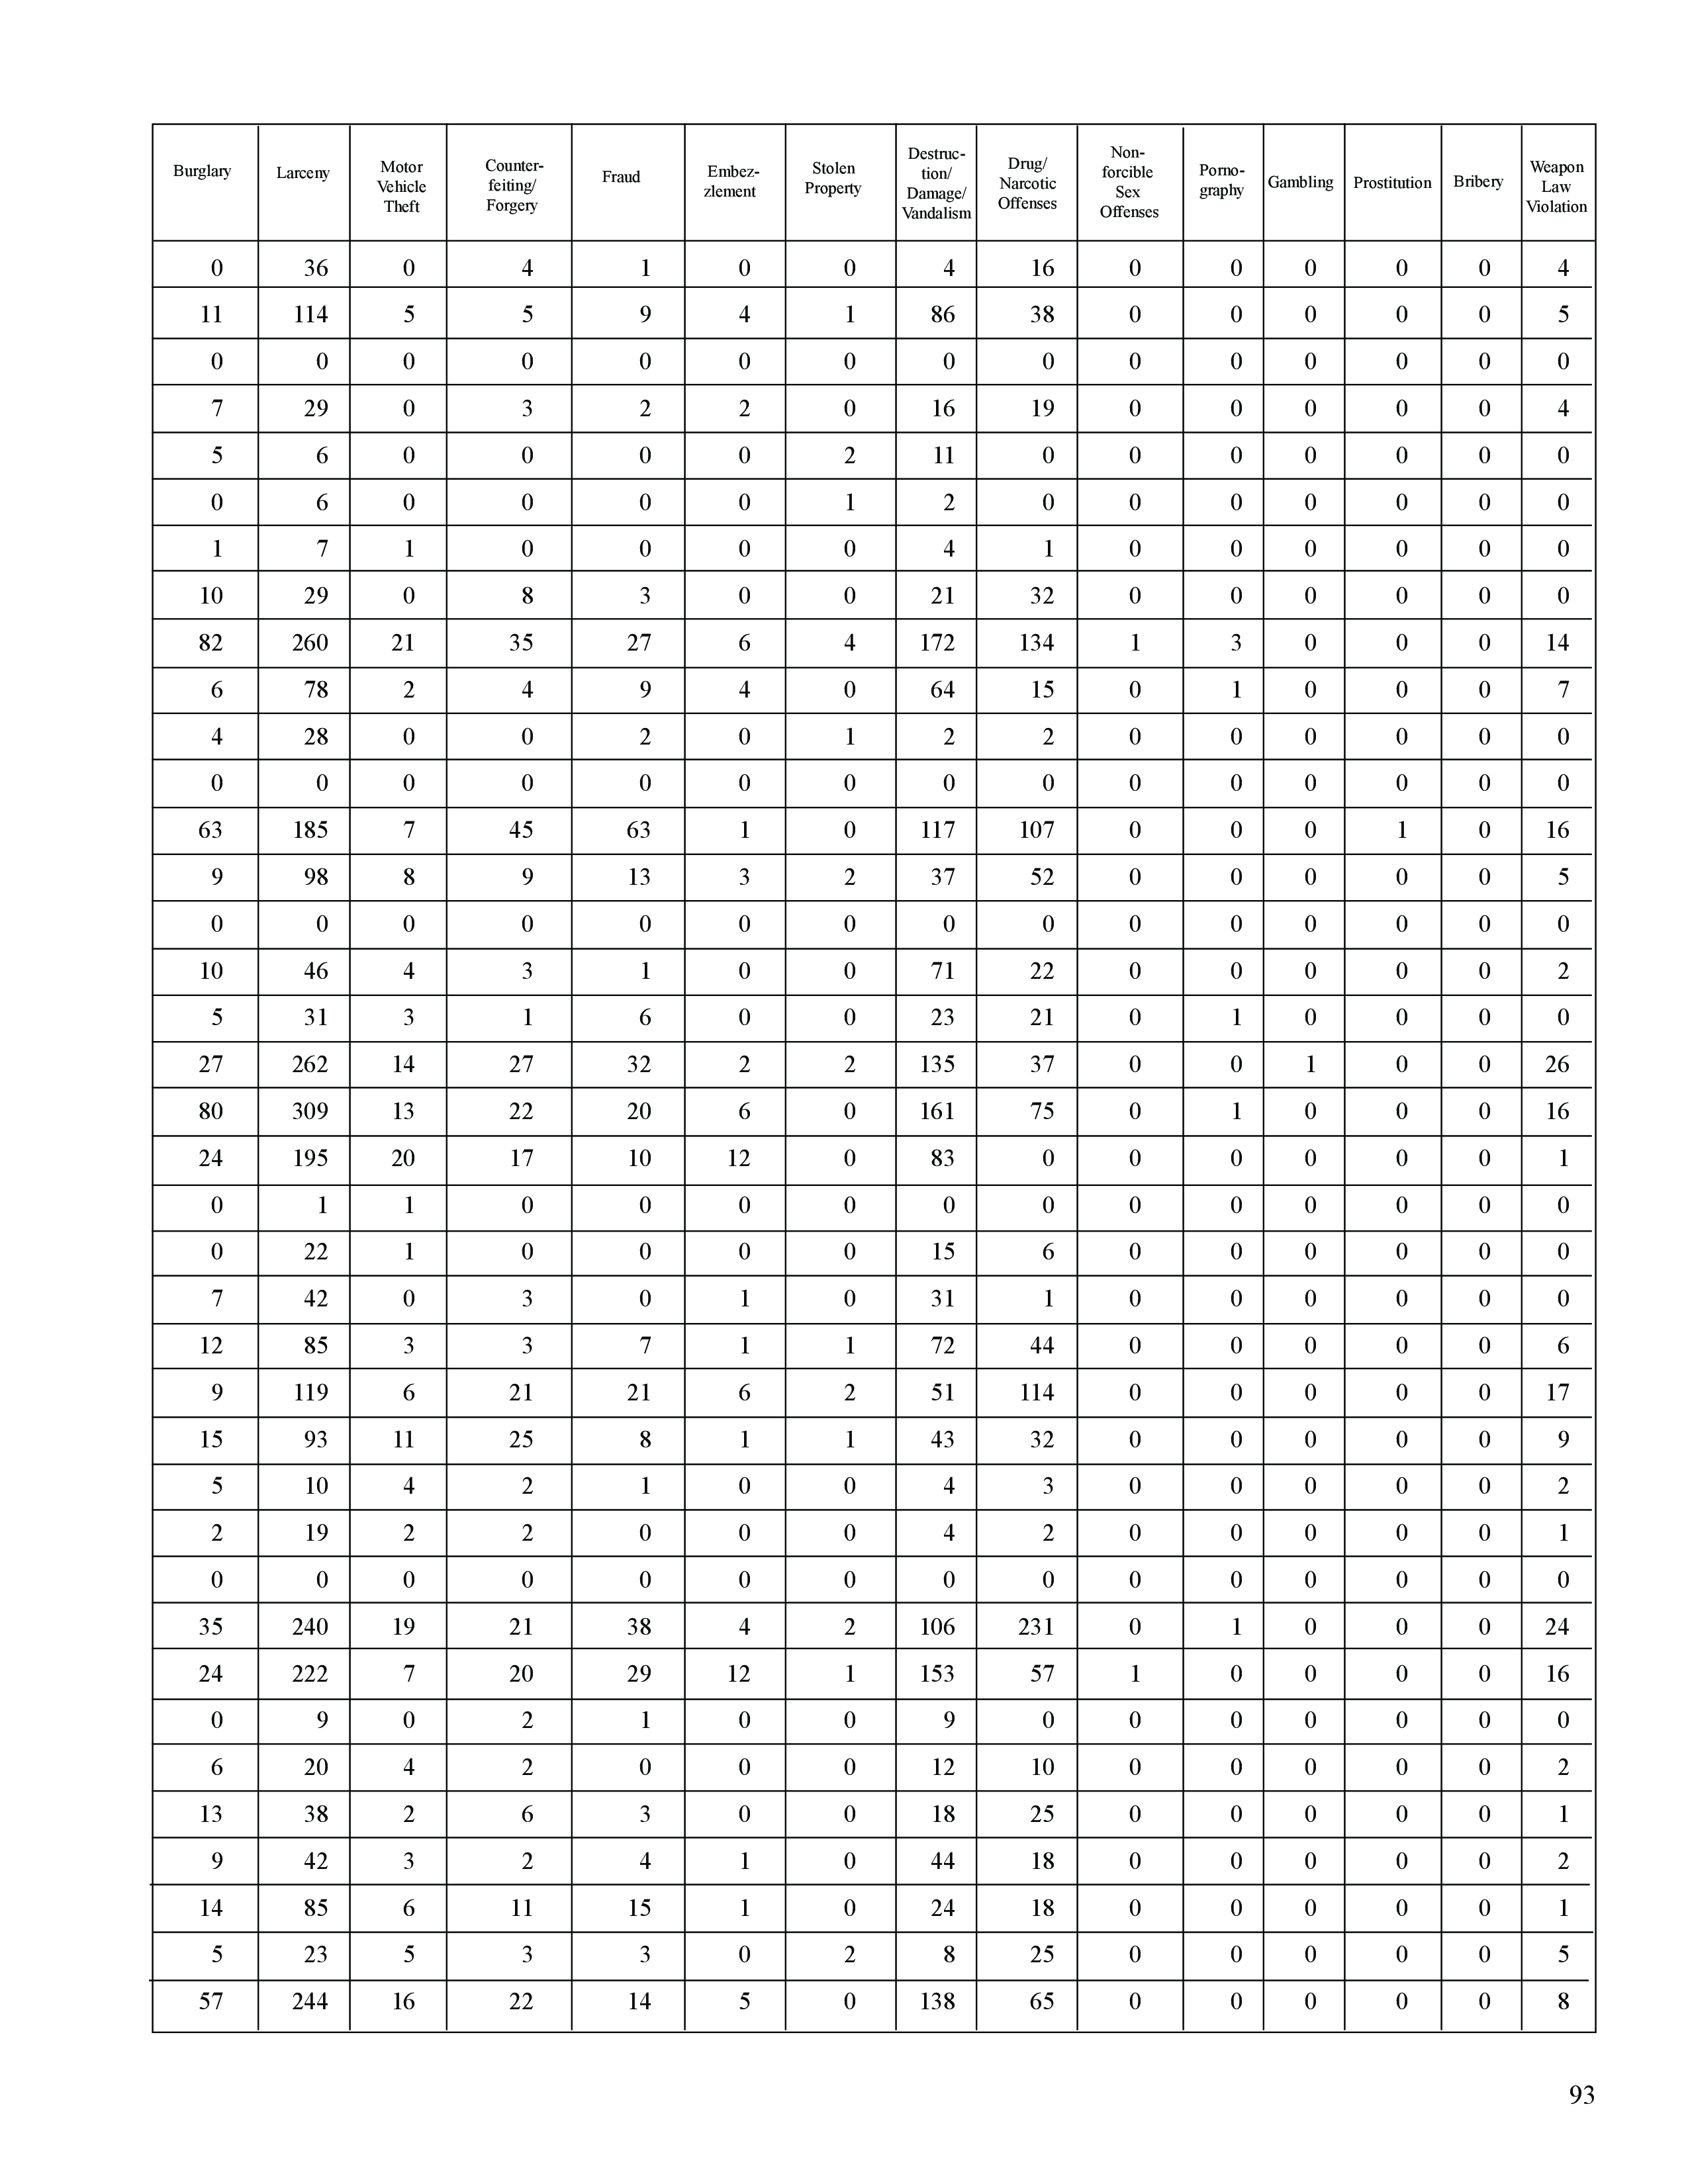 Burglary Larceny Motor Vehicle Theft Counter-feiting/ Forgery Fraud Embez-zlement Stolen Property Destruc-tion/ Damage/ Vandalism Drug/ Narcotic Offenses Non-forcible Sex Offenses Porno-graphy Gambling Prostitution Bribery Weapon Law Violation
0 36 0 4 1 0 0 4 16 0 0 0 0 0 4
11 114 5 5 9 4 1 86 38 0 0 0 0 0 5
0 0 0 0 0 0 0 0 0 0 0 0 0 0 0
7 29 0 3 2 2 0 16 19 0 0 0 0 0 4
5 6 0 0 0 0 2 11 0 0 0 0 0 0 0
0 6 0 0 0 0 1 2 0 0 0 0 0 0 0
1 7 1 0 0 0 0 4 1 0 0 0 0 0 0
10 29 0 8 3 0 0 21 32 0 0 0 0 0 0
82 260 21 35 27 6 4 172 134 1 3 0 0 0 14
6 78 2 4 9 4 0 64 15 0 1 0 0 0 7
4 28 0 0 2 0 1 2 2 0 0 0 0 0 0
0 0 0 0 0 0 0 0 0 0 0 0 0 0 0
63 185 7 45 63 1 0 117 107 0 0 0 1 0 16
9 98 8 9 13 3 2 37 52 0 0 0 0 0 5
0 0 0 0 0 0 0 0 0 0 0 0 0 0 0
10 46 4 3 1 0 0 71 22 0 0 0 0 0 2
5 31 3 1 6 0 0 23 21 0 1 0 0 0 0
27 262 14 27 32 2 2 135 37 0 0 1 0 0 26
80 309 13 22 20 6 0 161 75 0 1 0 0 0 16
24 195 20 17 10 12 0 83 0 0 0 0 0 0 1
0 1 1 0 0 0 0 0 0 0 0 0 0 0 0
0 22 1 0 0 0 0 15 6 0 0 0 0 0 0
7 42 0 3 0 1 0 31 1 0 0 0 0 0 0
12 85 3 3 7 1 1 72 44 0 0 0 0 0 6
9 119 6 21 21 6 2 51 114 0 0 0 0 0 17
15 93 11 25 8 1 1 43 32 0 0 0 0 0 9
5 10 4 2 1 0 0 4 3 0 0 0 0 0 2
2 19 2 2 0 0 0 4 2 0 0 0 0 0 1
0 0 0 0 0 0 0 0 0 0 0 0 0 0 0
35 240 19 21 38 4 2 106 231 0 1 0 0 0 24
24 222 7 20 29 12 1 153 57 1 0 0 0 0 16
0 9 0 2 1 0 0 9 0 0 0 0 0 0 0
6 20 4 2 0 0 0 12 10 0 0 0 0 0 2
13 38 2 6 3 0 0 18 25 0 0 0 0 0 1
9 42 3 2 4 1 0 44 18 0 0 0 0 0 2
14 85 6 11 15 1 0 24 18 0 0 0 0 0 1
5 23 5 3 3 0 2 8 25 0 0 0 0 0 5
57 244 16 22 14 5 0 138 65 0 0 0 0 0 8
93